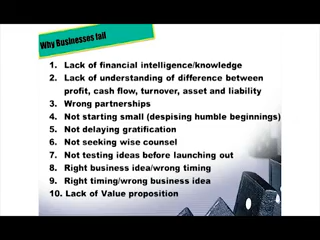 Why Businesses fail
1. Lack of financial intelligence/knowledge
2. Lack of understanding of difference between
profit, cash flow, turnover, asset and liability
3. Wrong partnerships
4. Not starting small (despising humble beginnings)
5. Not delaying gratification
6. Not seeking wise counsel
7. Not testing ideas before launching out
8. Right business idea/wrong timing
9. Right timing/wrong business idea
10. Lack of Value proposition